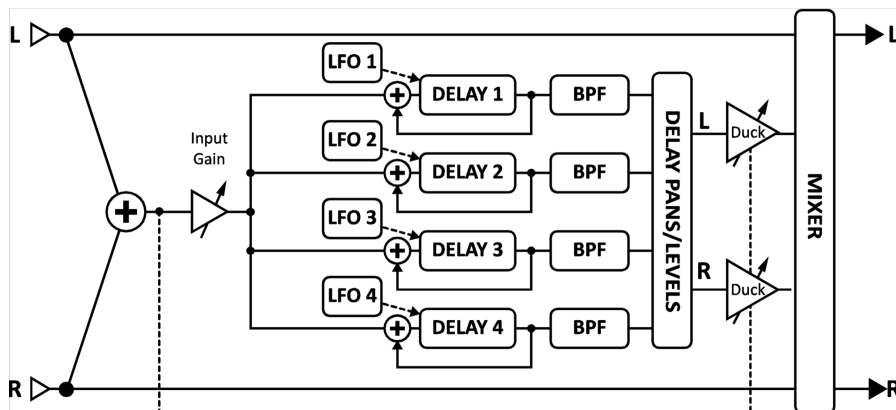 L
L
LFO 1
DELAY 1
BPF
LFO 2
DELAY 2
BPF
LFO 3
DELAY 3
BPF
LFO 4
DELAY 4
BPF
Input
Gain
DELAY PANS/LEVELS
L
Duck
R
Duck
MIXER
R
R